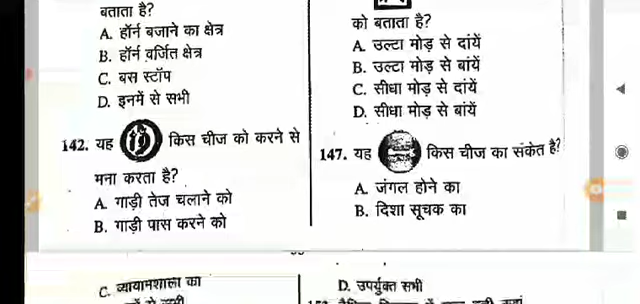 बताता है?
A. हॉर्न बजाने का क्षेत्र
B. हॉर्न वर्जित क्षेत्र
C. बस स्टॉप
D. इनमें से सभी
142. यह किस चीज को करने से
मना करता है?
A. गाड़ी तेज चलाने को
B. गाड़ी पास करने को
को बताता है?
A. उल्टा मोड़ से दांयें
B. उल्टा मोड़ से बांयें
C. सीधा मोड़ से दांयें
D. सीधा मोड़ से बांयें
147. यह किस चीज का संकेत है?
A. जंगल होने का
B. दिशा सूचक का
C. व्यायामशाला का
D. उपर्युक्त सभी